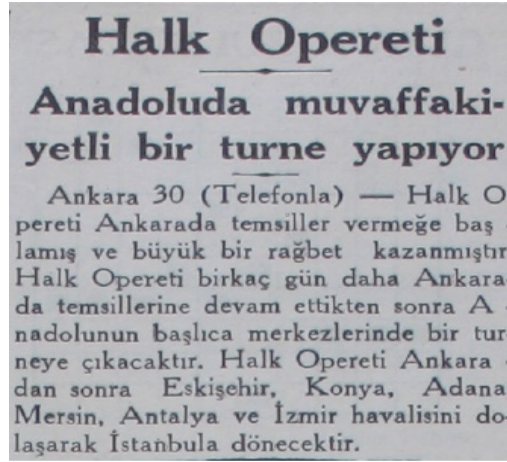 Halk Opereti
Anadoluda muvaffaki-
yetli bir turne yapıyor
Ankara 30 (Telefonla) — Halk O
pereti Ankarada temsiller vermeğe baş
lamış ve büyük bir rağbet kazanmıştır
Halk Opereti birkaç gün daha Ankara
da temsillerine devam ettikten sonra A
nadolunun başlıca merkezlerinde bir tur
neye çıkacaktır. Halk Opereti Ankara
dan sonra Eskişehir, Konya, Adana
Mersin, Antalya ve İzmir havalisini do-
laşarak İstanbula dönecektir.